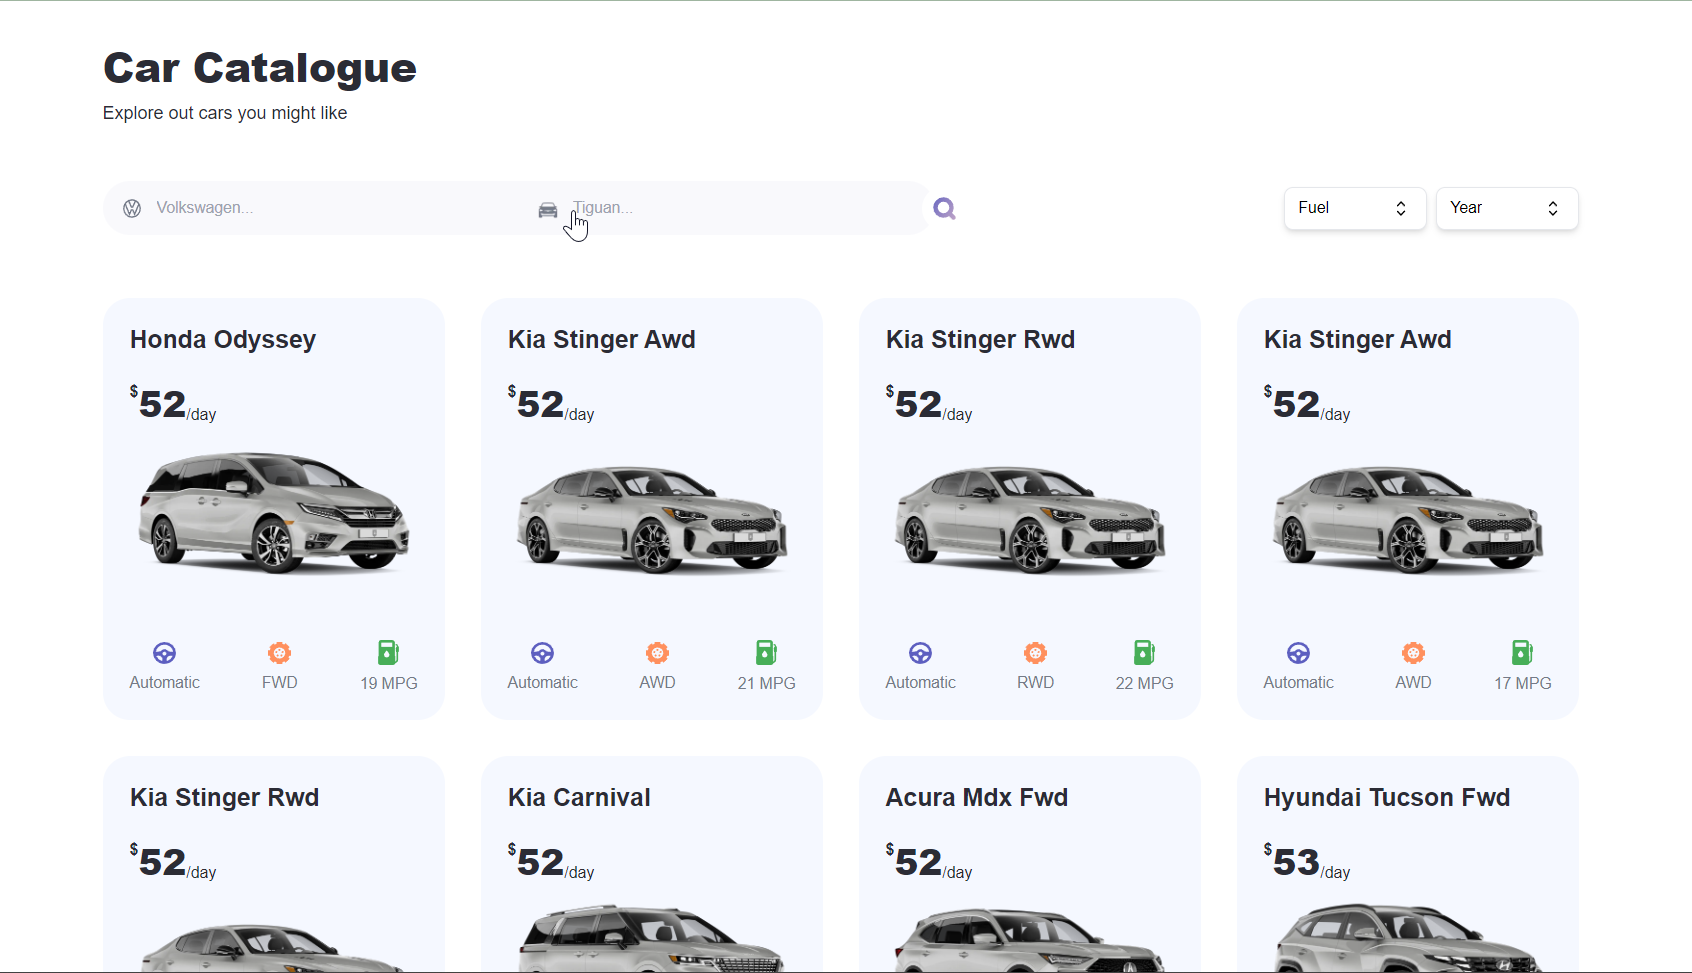 Car Catalogue
Explore out cars you might like
Volkswagen...
Tiguan...
Fuel
Year
Honda Odyssey
$52/day
Automatic
FWD
19 MPG
Kia Stinger Awd
$52/day
Automatic
AWD
21 MPG
Kia Stinger Rwd
$52/day
Automatic
RWD
22 MPG
Kia Stinger Awd
$52/day
Automatic
AWD
17 MPG
Kia Stinger Rwd
$52/day
Kia Carnival
$52/day
Acura Mdx Fwd
$52/day
Hyundai Tucson Fwd
$53/day